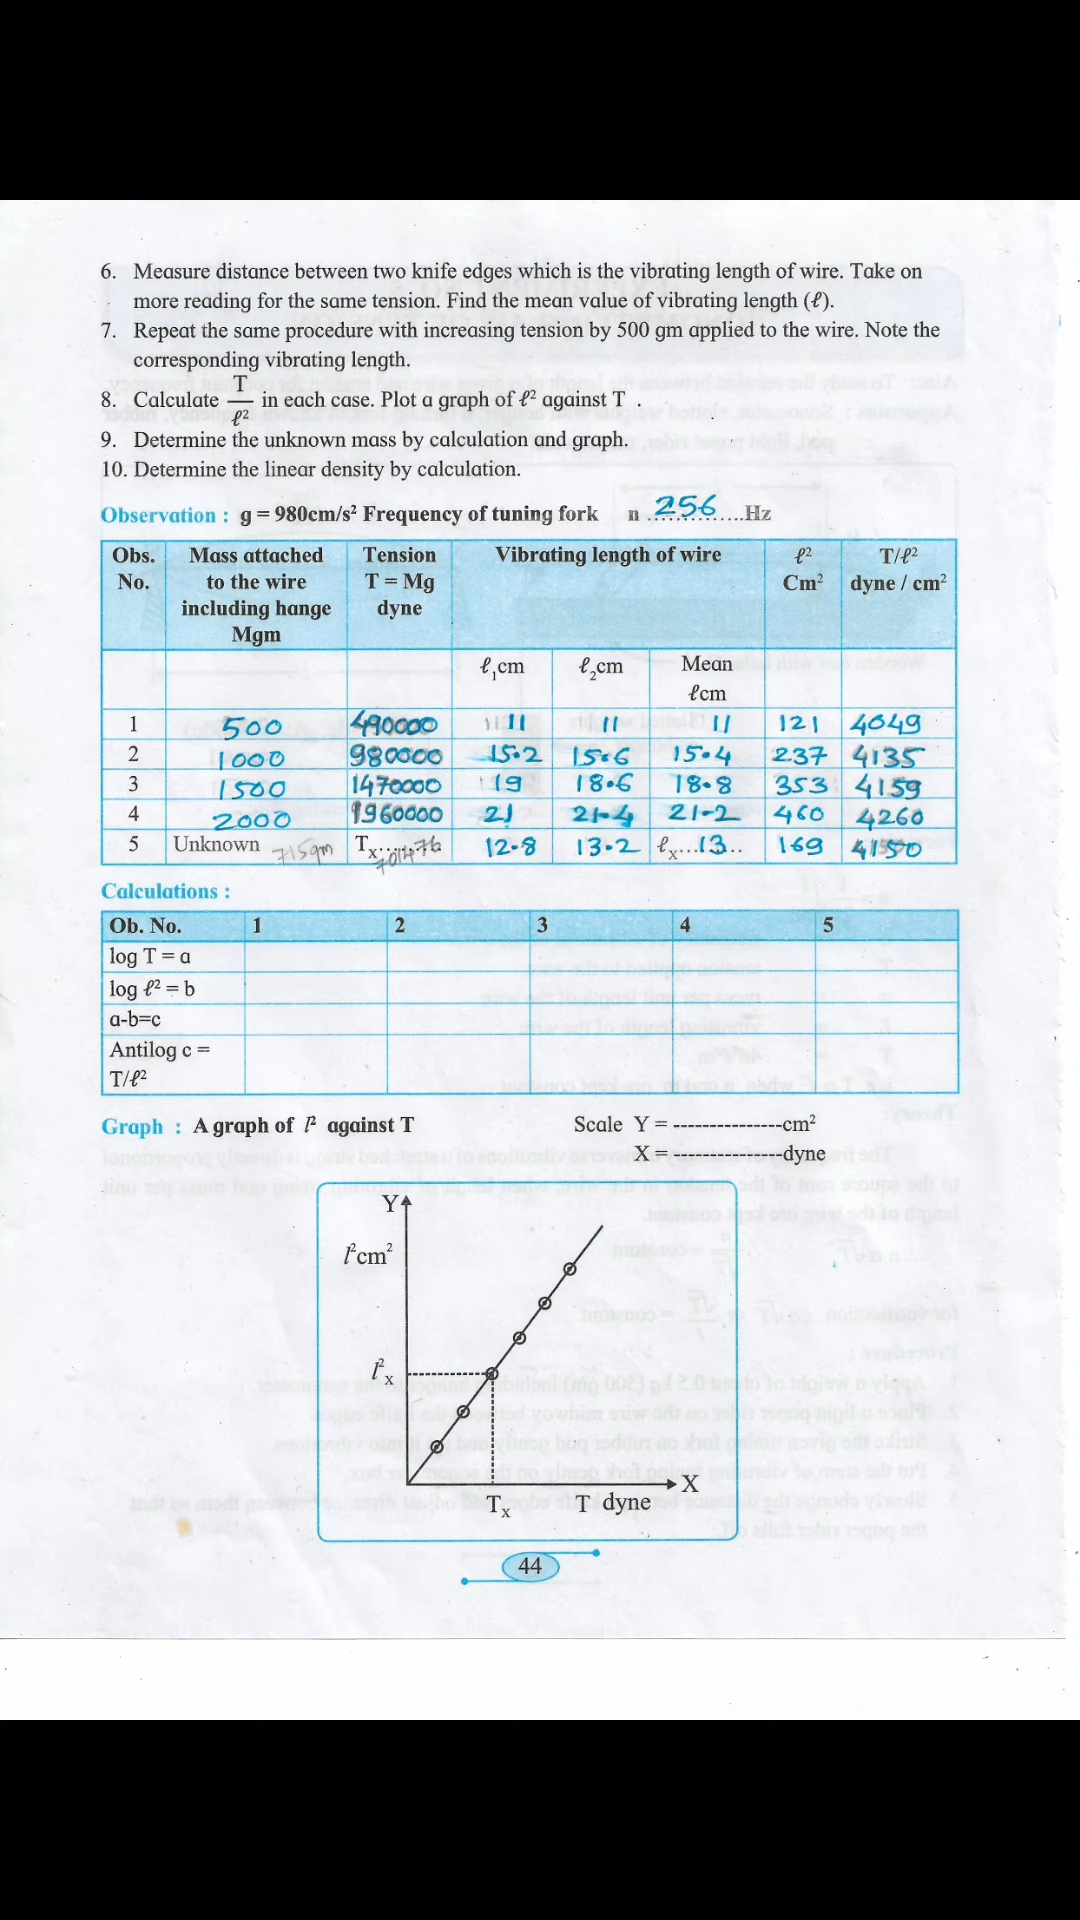 6. Measure distance between two knife edges which is the vibrating length of wire. Take on
more reading for the same tension. Find the mean value of vibrating length (ℓ).
7. Repeat the same procedure with increasing tension by 500 gm applied to the wire. Note the
corresponding vibrating length.
8. Calculate T/ℓ² in each case. Plot a graph of ℓ² against T .
9. Determine the unknown mass by calculation and graph.
10. Determine the linear density by calculation.
Observation : g = 980cm/s² Frequency of tuning fork n ..256..Hz
Obs. No. Mass attached to the wire including hange Mgm Tension T = Mg dyne Vibrating length of wire ℓ² Cm² T/ℓ² dyne / cm²
ℓ₁cm ℓ₂cm Mean ℓcm
1 500 490000 11 11 11 121 4049
2 1000 980000 15.2 15.6 15.4 237 4135
3 1500 1470000 19 18.6 18.8 353 4159
4 2000 1960000 21 21.4 21.2 460 4260
5 Unknown 715gm Tx...... 701476 12.8 13.2 ℓx...13.. 169 4150
Calculations :
Ob. No. 1 2 3 4 5
log T = a
log ℓ² = b
a-b=c
Antilog c =
T/ℓ²
Graph : A graph of l² against T Scale Y = ---------------cm²
X = ---------------dyne
Y
l²cm²
l²x
X
Tx T dyne
44